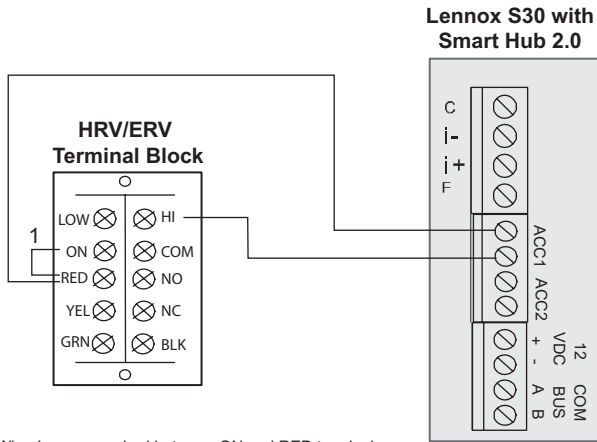 Lennox S30 with
Smart Hub 2.0
HRV/ERV
Terminal Block
LOW
HI
1
ON
COM
RED
NO
YEL
NC
GRN
BLK
C
i-
i+
F
ACC1
ACC2
+ - A B
VDC BUS
12 COM